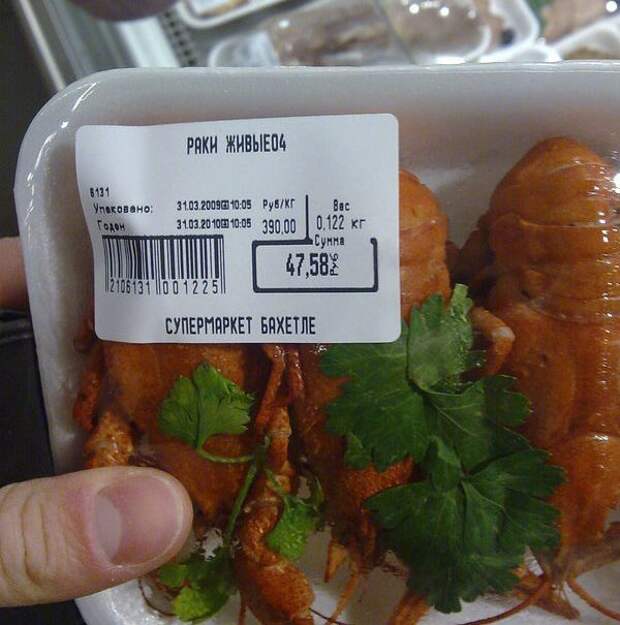 РАКИ ЖИВЫЕ04
6131
Упаковано: 31.03.2009 10:05 Руб/КГ Вес
Годен 31.03.2010 10:05 390,00 0,122 кг
Сумма
47,58 РУБ
2106131 001225
СУПЕРМАРКЕТ БАХЕТЛЕ